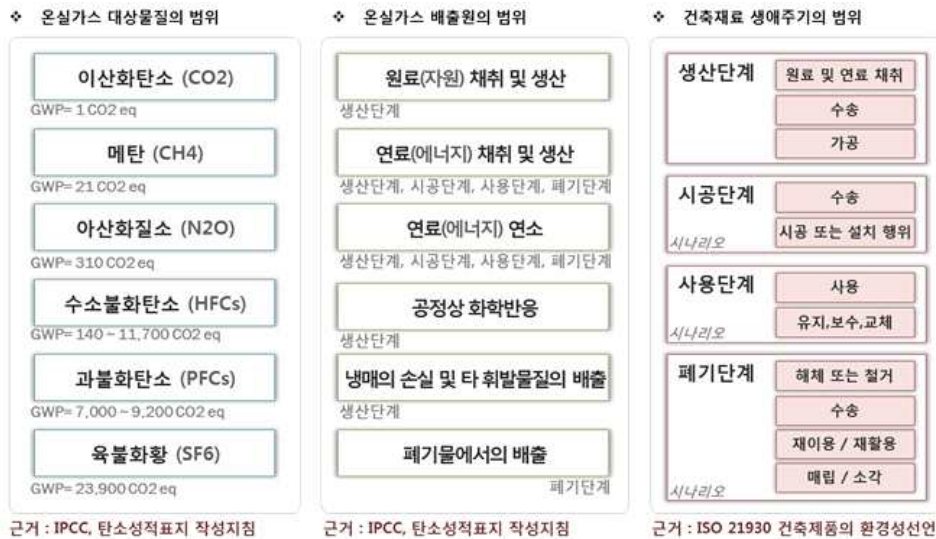 ❖ 온실가스 대상물질의 범위
이산화탄소 (CO2)
GWP= 1 CO2 eq
메탄 (CH4)
GWP= 21 CO2 eq
아산화질소 (N2O)
GWP= 310 CO2 eq
수소불화탄소 (HFCs)
GWP= 140 ~ 11,700 CO2 eq
과불화탄소 (PFCs)
GWP= 7,000 ~ 9,200 CO2 eq
육불화황 (SF6)
GWP= 23,900 CO2 eq
근거 : IPCC, 탄소성적표지 작성지침
❖ 온실가스 배출원의 범위
원료(자원) 채취 및 생산
생산단계
연료(에너지) 채취 및 생산
생산단계, 시공단계, 사용단계, 폐기단계
연료(에너지) 연소
생산단계, 시공단계, 사용단계, 폐기단계
공정상 화학반응
생산단계
냉매의 손실 및 타 휘발물질의 배출
생산단계
폐기물에서의 배출
폐기단계
근거 : IPCC, 탄소성적표지 작성지침
❖ 건축재료 생애주기의 범위
생산단계
원료 및 연료 채취
수송
가공
시공단계
수송
시공 또는 설치 행위
시나리오
사용단계
사용
유지,보수,교체
시나리오
폐기단계
해체 또는 철거
수송
재이용 / 재활용
매립 / 소각
시나리오
근거 : ISO 21930 건축제품의 환경성선언